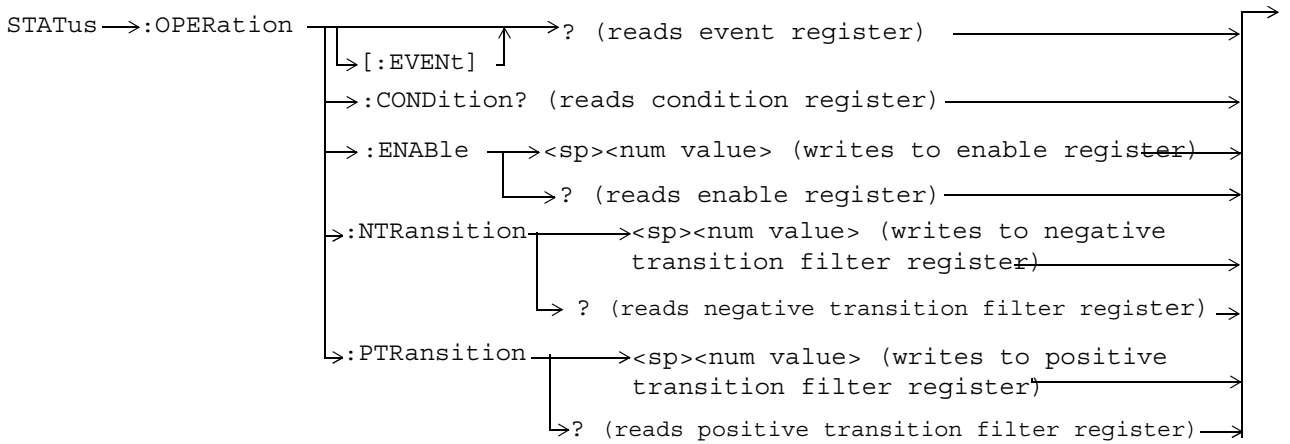 STATus :OPERation ? (reads event register)
[:EVENt]
:CONDition? (reads condition register)
:ENABle <sp><num value> (writes to enable register)
? (reads enable register)
:NTRansition <sp><num value> (writes to negative
transition filter register)
? (reads negative transition filter register)
:PTRansition <sp><num value> (writes to positive
transition filter register)
? (reads positive transition filter register)